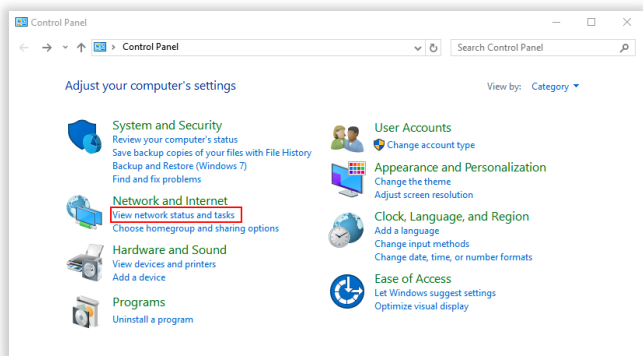 Control Panel
Control Panel
Search Control Panel
Adjust your computer's settings
View by: Category
System and Security
Review your computer's status
Save backup copies of your files with File History
Backup and Restore (Windows 7)
Find and fix problems
Network and Internet
View network status and tasks
Choose homegroup and sharing options
Hardware and Sound
View devices and printers
Add a device
Programs
Uninstall a program
User Accounts
Change account type
Appearance and Personalization
Change the theme
Adjust screen resolution
Clock, Language, and Region
Add a language
Change input methods
Change date, time, or number formats
Ease of Access
Let Windows suggest settings
Optimize visual display